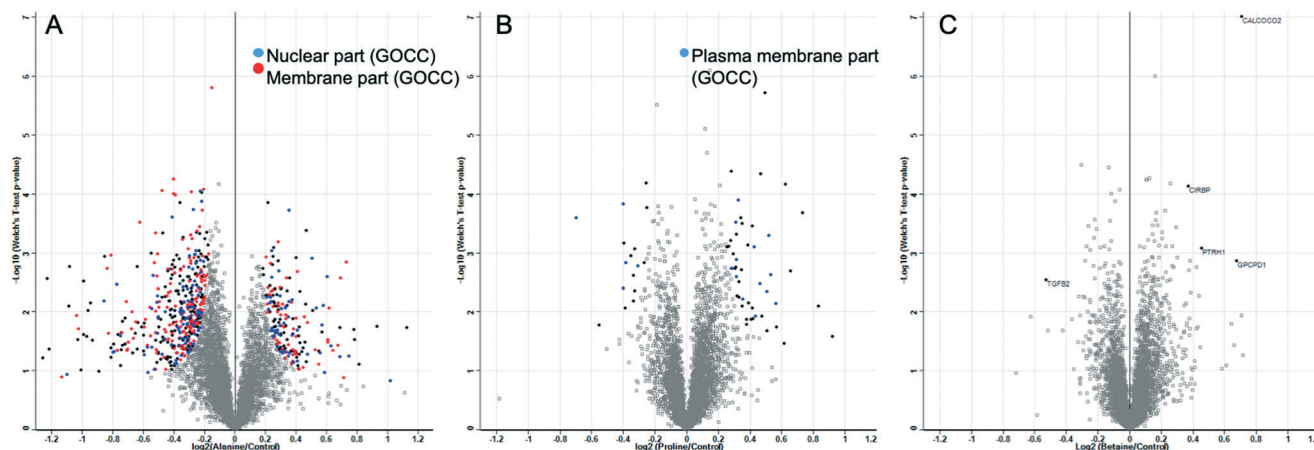 A
Nuclear part (GOCC)
Membrane part (GOCC)
-Log10 (Welch's T-test p-value)
7
6
5
4
3
2
1
0
-1.2 -1 -0.8 -0.6 -0.4 -0.2 0 0.2 0.4 0.6 0.8 1 1.2
log2(Alanine/Control)
B
Plasma membrane part
(GOCC)
-Log10 (Welch's T-test p-value)
7
6
5
4
3
2
1
0
-1.2 -1 -0.8 -0.6 -0.4 -0.2 0 0.2 0.4 0.6 0.8 1 1.2
log2 (Proline/Control)
C
CALCOCO2
CIRBP
PTRH1
GPCPD1
TGFB2
-Log10 (Welch's T-test p-value)
7
6
5
4
3
2
1
0
-1.2 -1 -0.8 -0.6 -0.4 -0.2 0 0.2 0.4 0.6 0.8 1
Log2 (Betaine/Control)